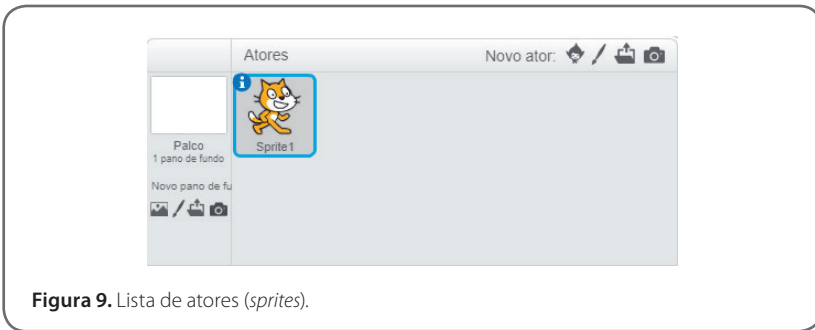 Atores
Novo ator:
i
Sprite1
Palco
1 pano de fundo
Novo pano de fu
Figura 9. Lista de atores (sprites).